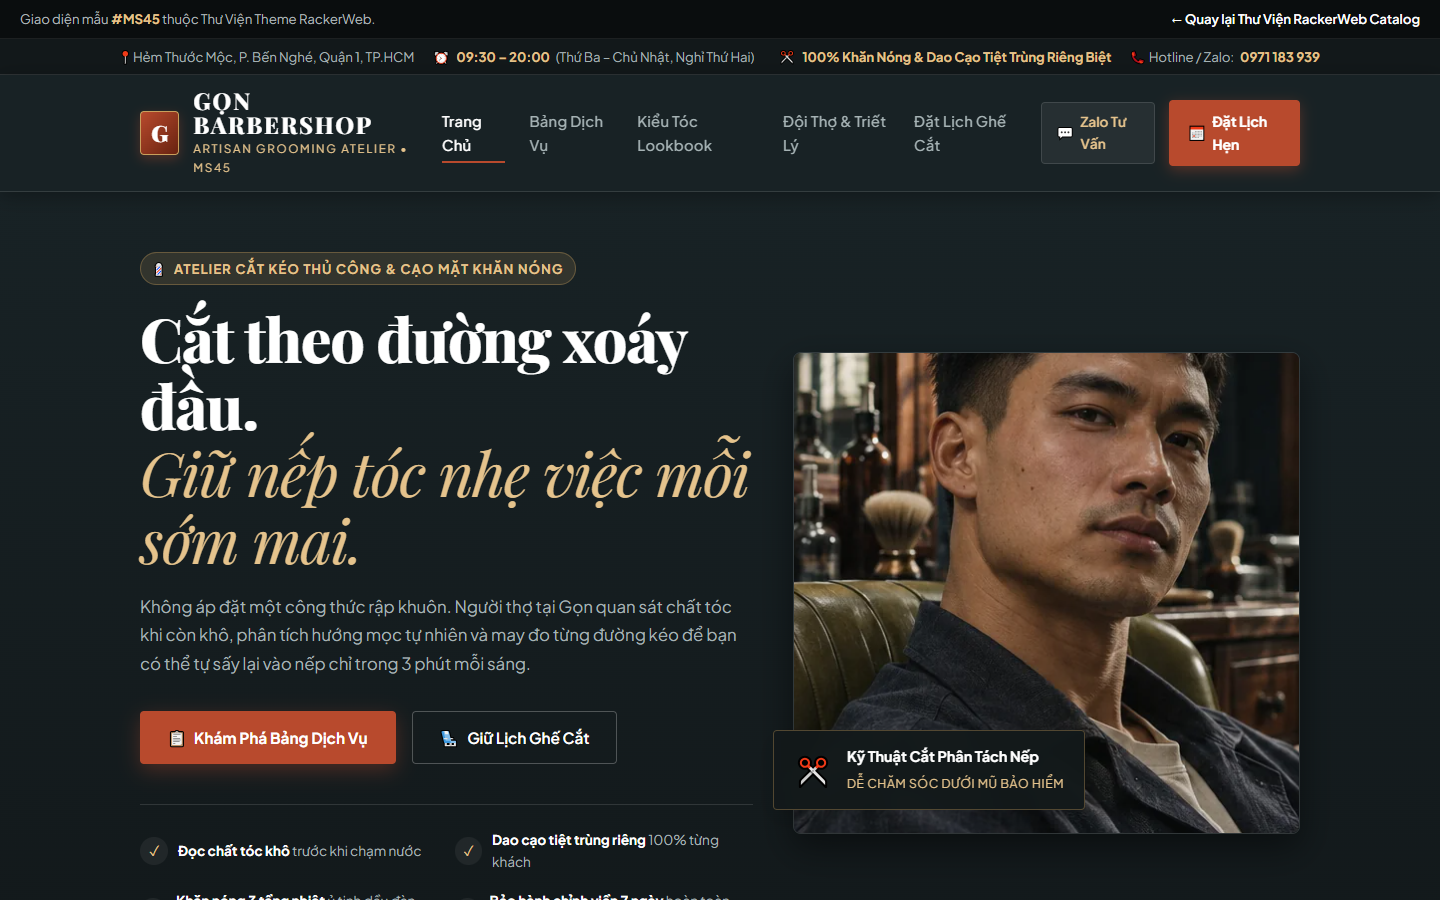 Giao diện mẫu #MS45 thuộc Thư Viện Theme RackerWeb.
← Quay lại Thư Viện RackerWeb Catalog
Hẻm Thước Mộc, P. Bến Nghé, Quận 1, TP.HCM
09:30 – 20:00 (Thứ Ba – Chủ Nhật, Nghỉ Thứ Hai)
100% Khăn Nóng & Dao Cạo Tiệt Trùng Riêng Biệt
Hotline / Zalo: 0971 183 939
G
GỌN
BARBERSHOP
ARTISAN GROOMING ATELIER •
MS45
Trang
Chủ
Bảng Dịch
Vụ
Kiểu Tóc
Lookbook
Đội Thợ & Triết
Lý
Đặt Lịch Ghế
Cắt
Zalo Tư
Vấn
Đặt Lịch
Hẹn
ATELIER CẮT KÉO THỦ CÔNG & CẠO MẶT KHĂN NÓNG
Cắt theo đường xoáy
đầu.
Giữ nếp tóc nhẹ việc mỗi
sớm mai.
Không áp đặt một công thức rập khuôn. Người thợ tại Gọn quan sát chất tóc
khi còn khô, phân tích hướng mọc tự nhiên và may đo từng đường kéo để bạn
có thể tự sấy lại vào nếp chỉ trong 3 phút mỗi sáng.
Khám Phá Bảng Dịch Vụ
Giữ Lịch Ghế Cắt
Kỹ Thuật Cắt Phân Tách Nếp
DỄ CHĂM SÓC DƯỚI MŨ BẢO HIỂM
✓ Đọc chất tóc khô trước khi chạm nước
✓ Dao cạo tiệt trùng riêng 100% từng
khách